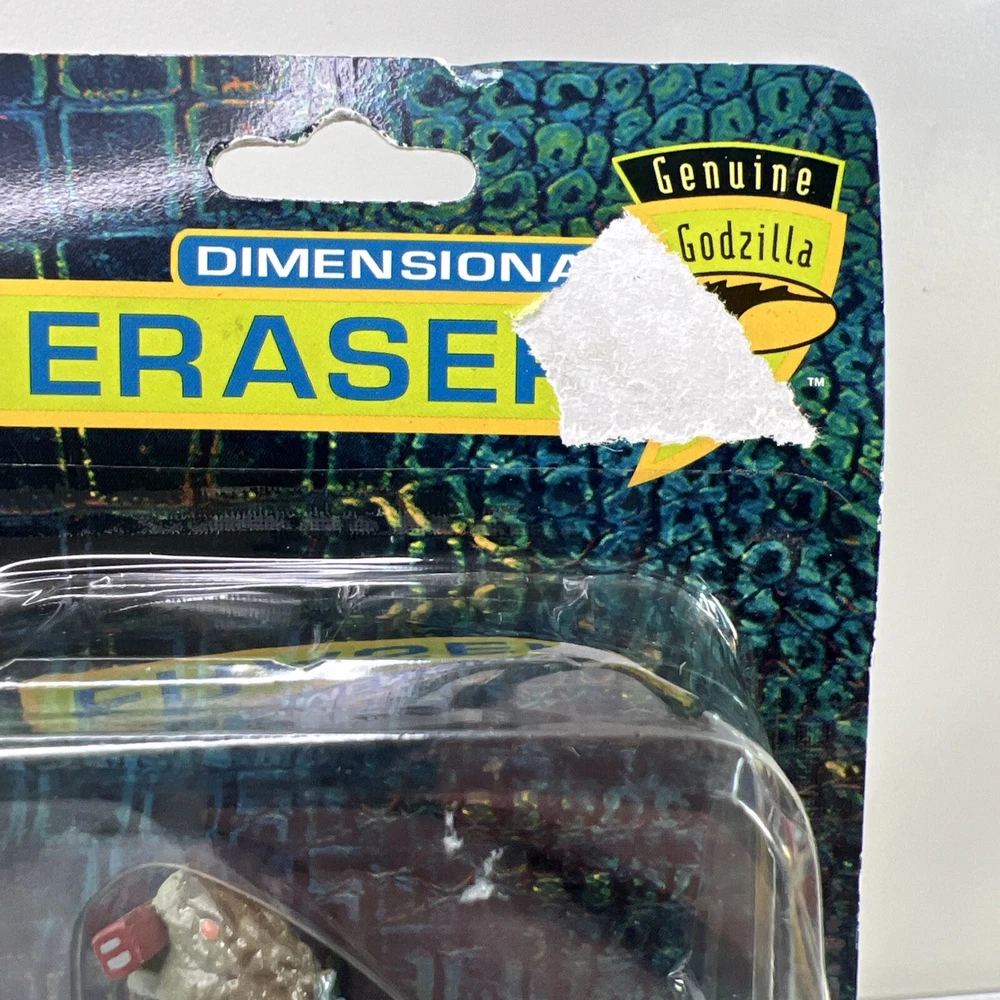 Genuine
Godzilla
DIMENSIONA
ERASE
TM